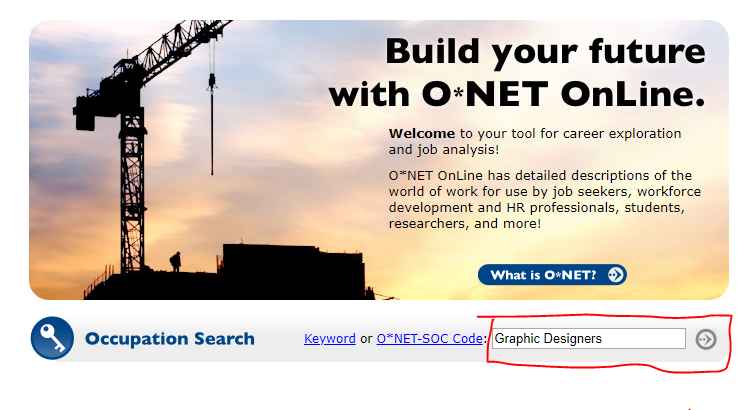 Build your future
with O*NET OnLine.
Welcome to your tool for career exploration
and job analysis!
O*NET OnLine has detailed descriptions of the
world of work for use by job seekers, workforce
development and HR professionals, students,
researchers, and more!
What is O*NET?
Occupation Search Keyword or O*NET-SOC Code: Graphic Designers